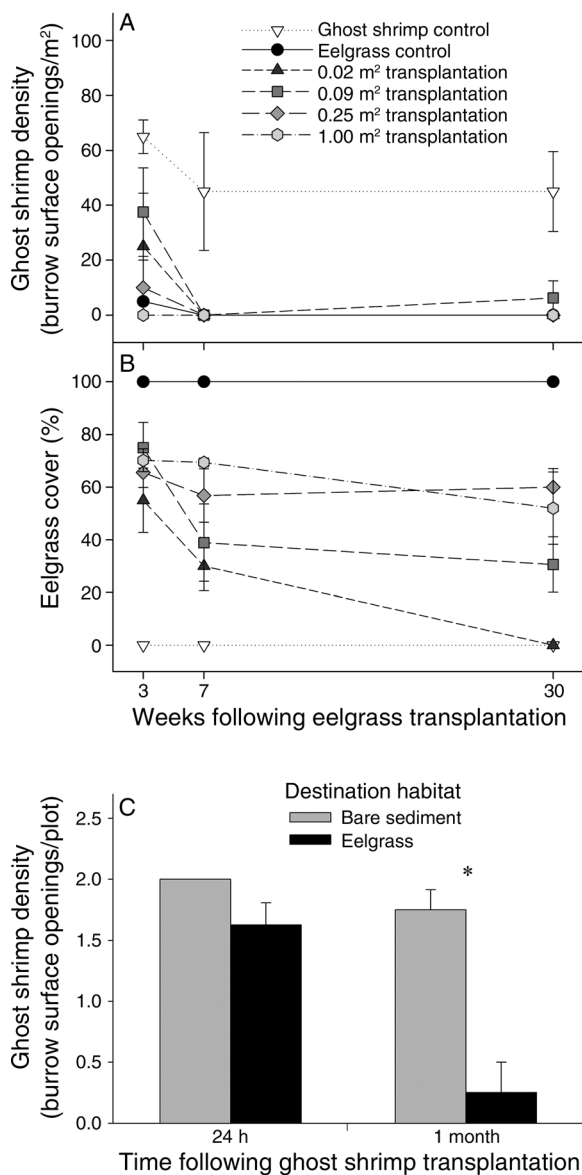 A
Ghost shrimp control
Eelgrass control
0.02 m² transplantation
0.09 m² transplantation
0.25 m² transplantation
1.00 m² transplantation
Ghost shrimp density
(burrow surface openings/m²)
100
80
60
40
20
0
B
Eelgrass cover (%)
100
80
60
40
20
0
3 7 30
Weeks following eelgrass transplantation
C
Destination habitat
Bare sediment
Eelgrass
Ghost shrimp density
(burrow surface openings/plot)
2.5
2.0
1.5
1.0
0.5
0.0
*
24 h 1 month
Time following ghost shrimp transplantation